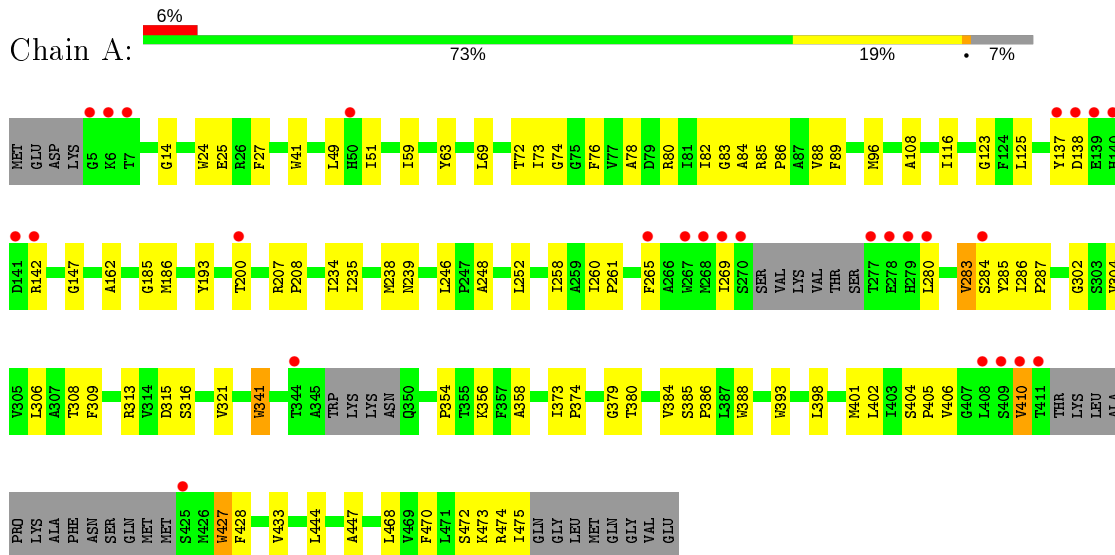 6%
Chain A:
73% 19% • 7%
MET GLU ASP LYS G5 K6 T7 G14 W24 E25 R26 F27 W41 L49 H50 I51 I59 Y63 L69 T72 I73 G74 G75 F76 V77 A78 D79 R80 I81 I82 G83 A84 R85 P86 A87 V88 F89 M96 A108 I116 G123 F124 L125 Y137 D138 E139 H140
D141 R142 G147 A162 G185 M186 Y193 T200 R207 P208 I234 I235 M238 N239 L246 P247 A248 L252 I258 A259 I260 P261 F265 A266 W267 M268 I269 S270 SER VAL LYS VAL THR SER T277 E278 H279 L280 V283 S284 Y285 I286 P287 G302 S303 V304
V305 L306 A307 T308 F309 R313 V314 D315 S316 V321 W341 T344 A345 TRP LYS LYS ASN Q350 P354 T355 K356 F357 A358 I373 P374 G379 T380 V384 S385 P386 L387 W388 W393 L398 M401 L402 I403 S404 P405 V406 G407 L408 S409 V410 T411 THR LYS LEU ALA
PRO LYS ALA PHE ASN SER GLN MET MET S425 M426 W427 F428 V433 L444 A447 L468 V469 F470 L471 S472 K473 R474 I475 GLN GLY LEU MET GLN GLY VAL GLU